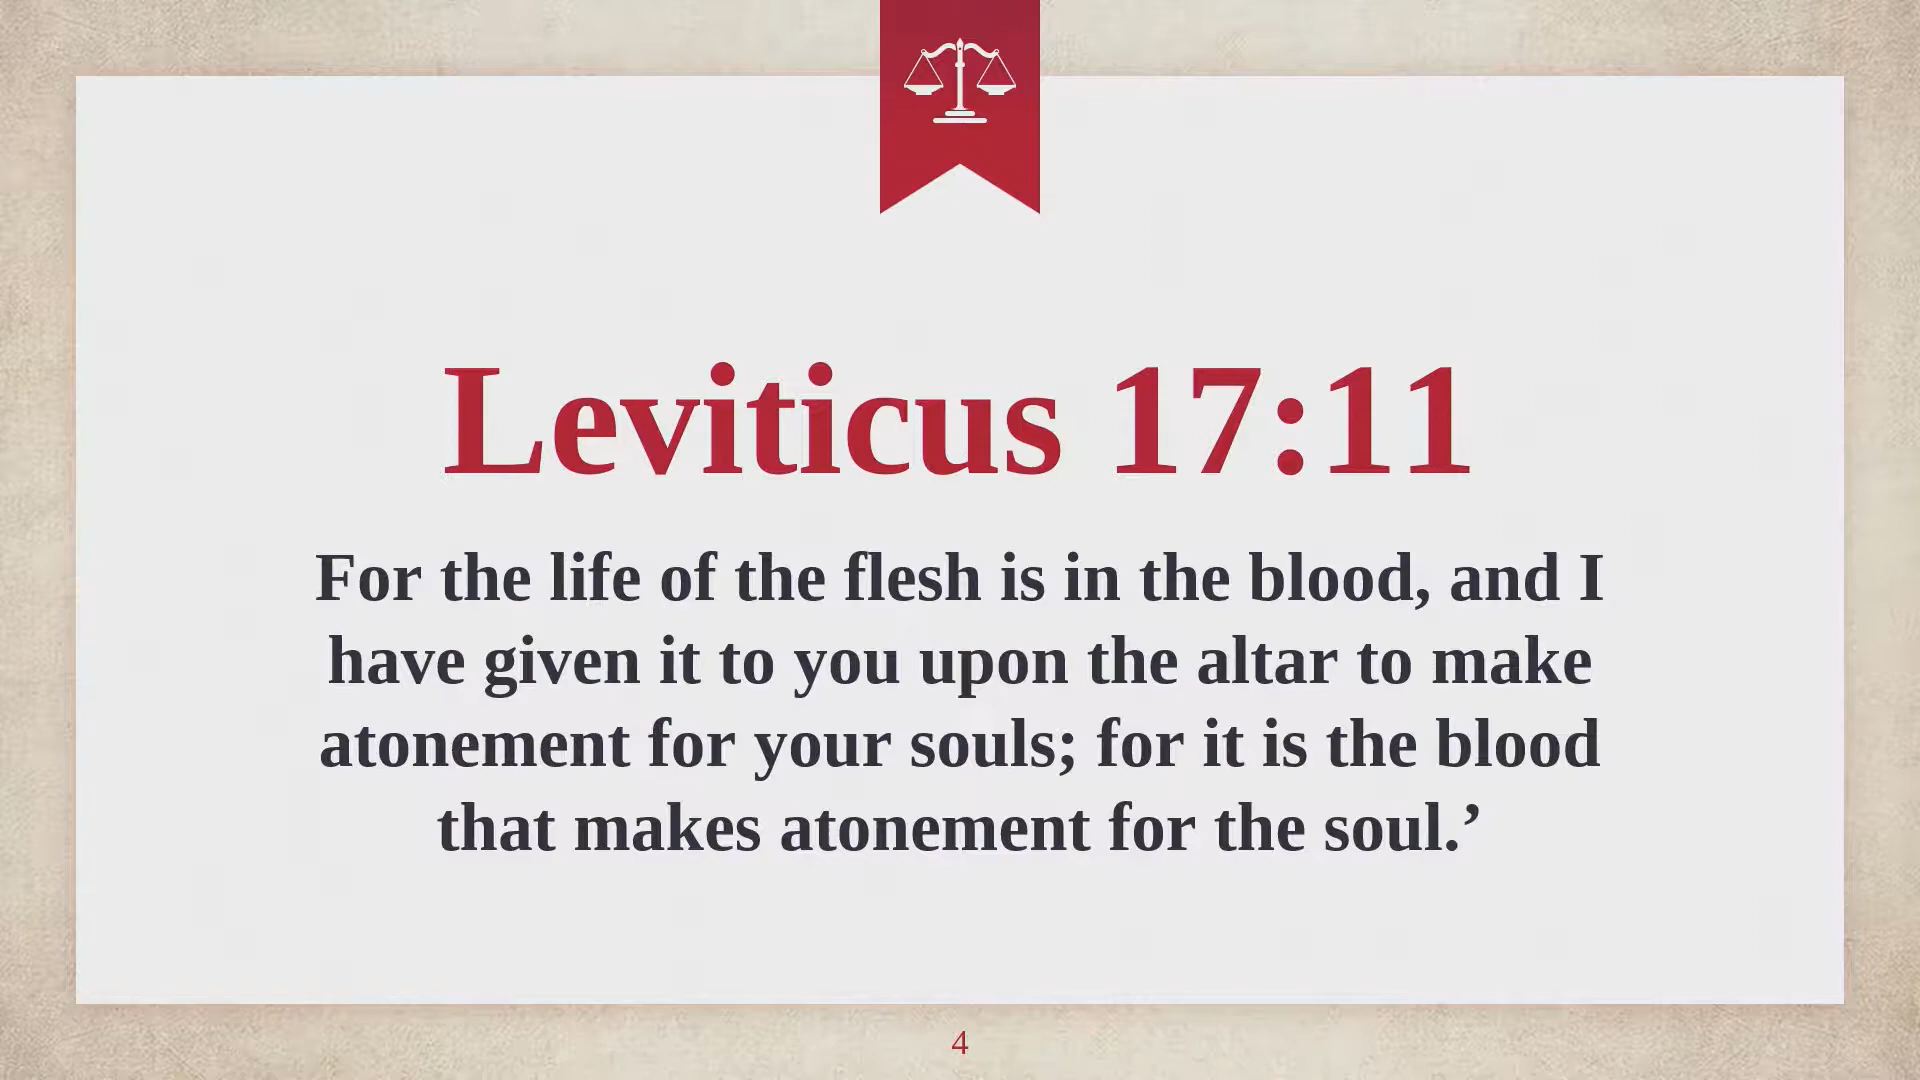 Leviticus 17:11
For the life of the flesh is in the blood, and I
have given it to you upon the altar to make
atonement for your souls; for it is the blood
that makes atonement for the soul.’
4